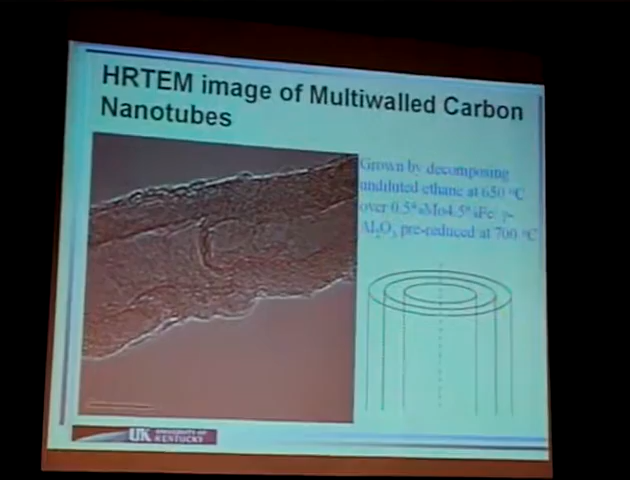 HRTEM image of Multiwalled Carbon
Nanotubes
Grown by decomposing
undiluted ethane at 650 °C
over 0.5%Mo4.5%Fe/γ-
Al₂O₃ pre-reduced at 700 °C
UK UNIVERSITY OF
KENTUCKY